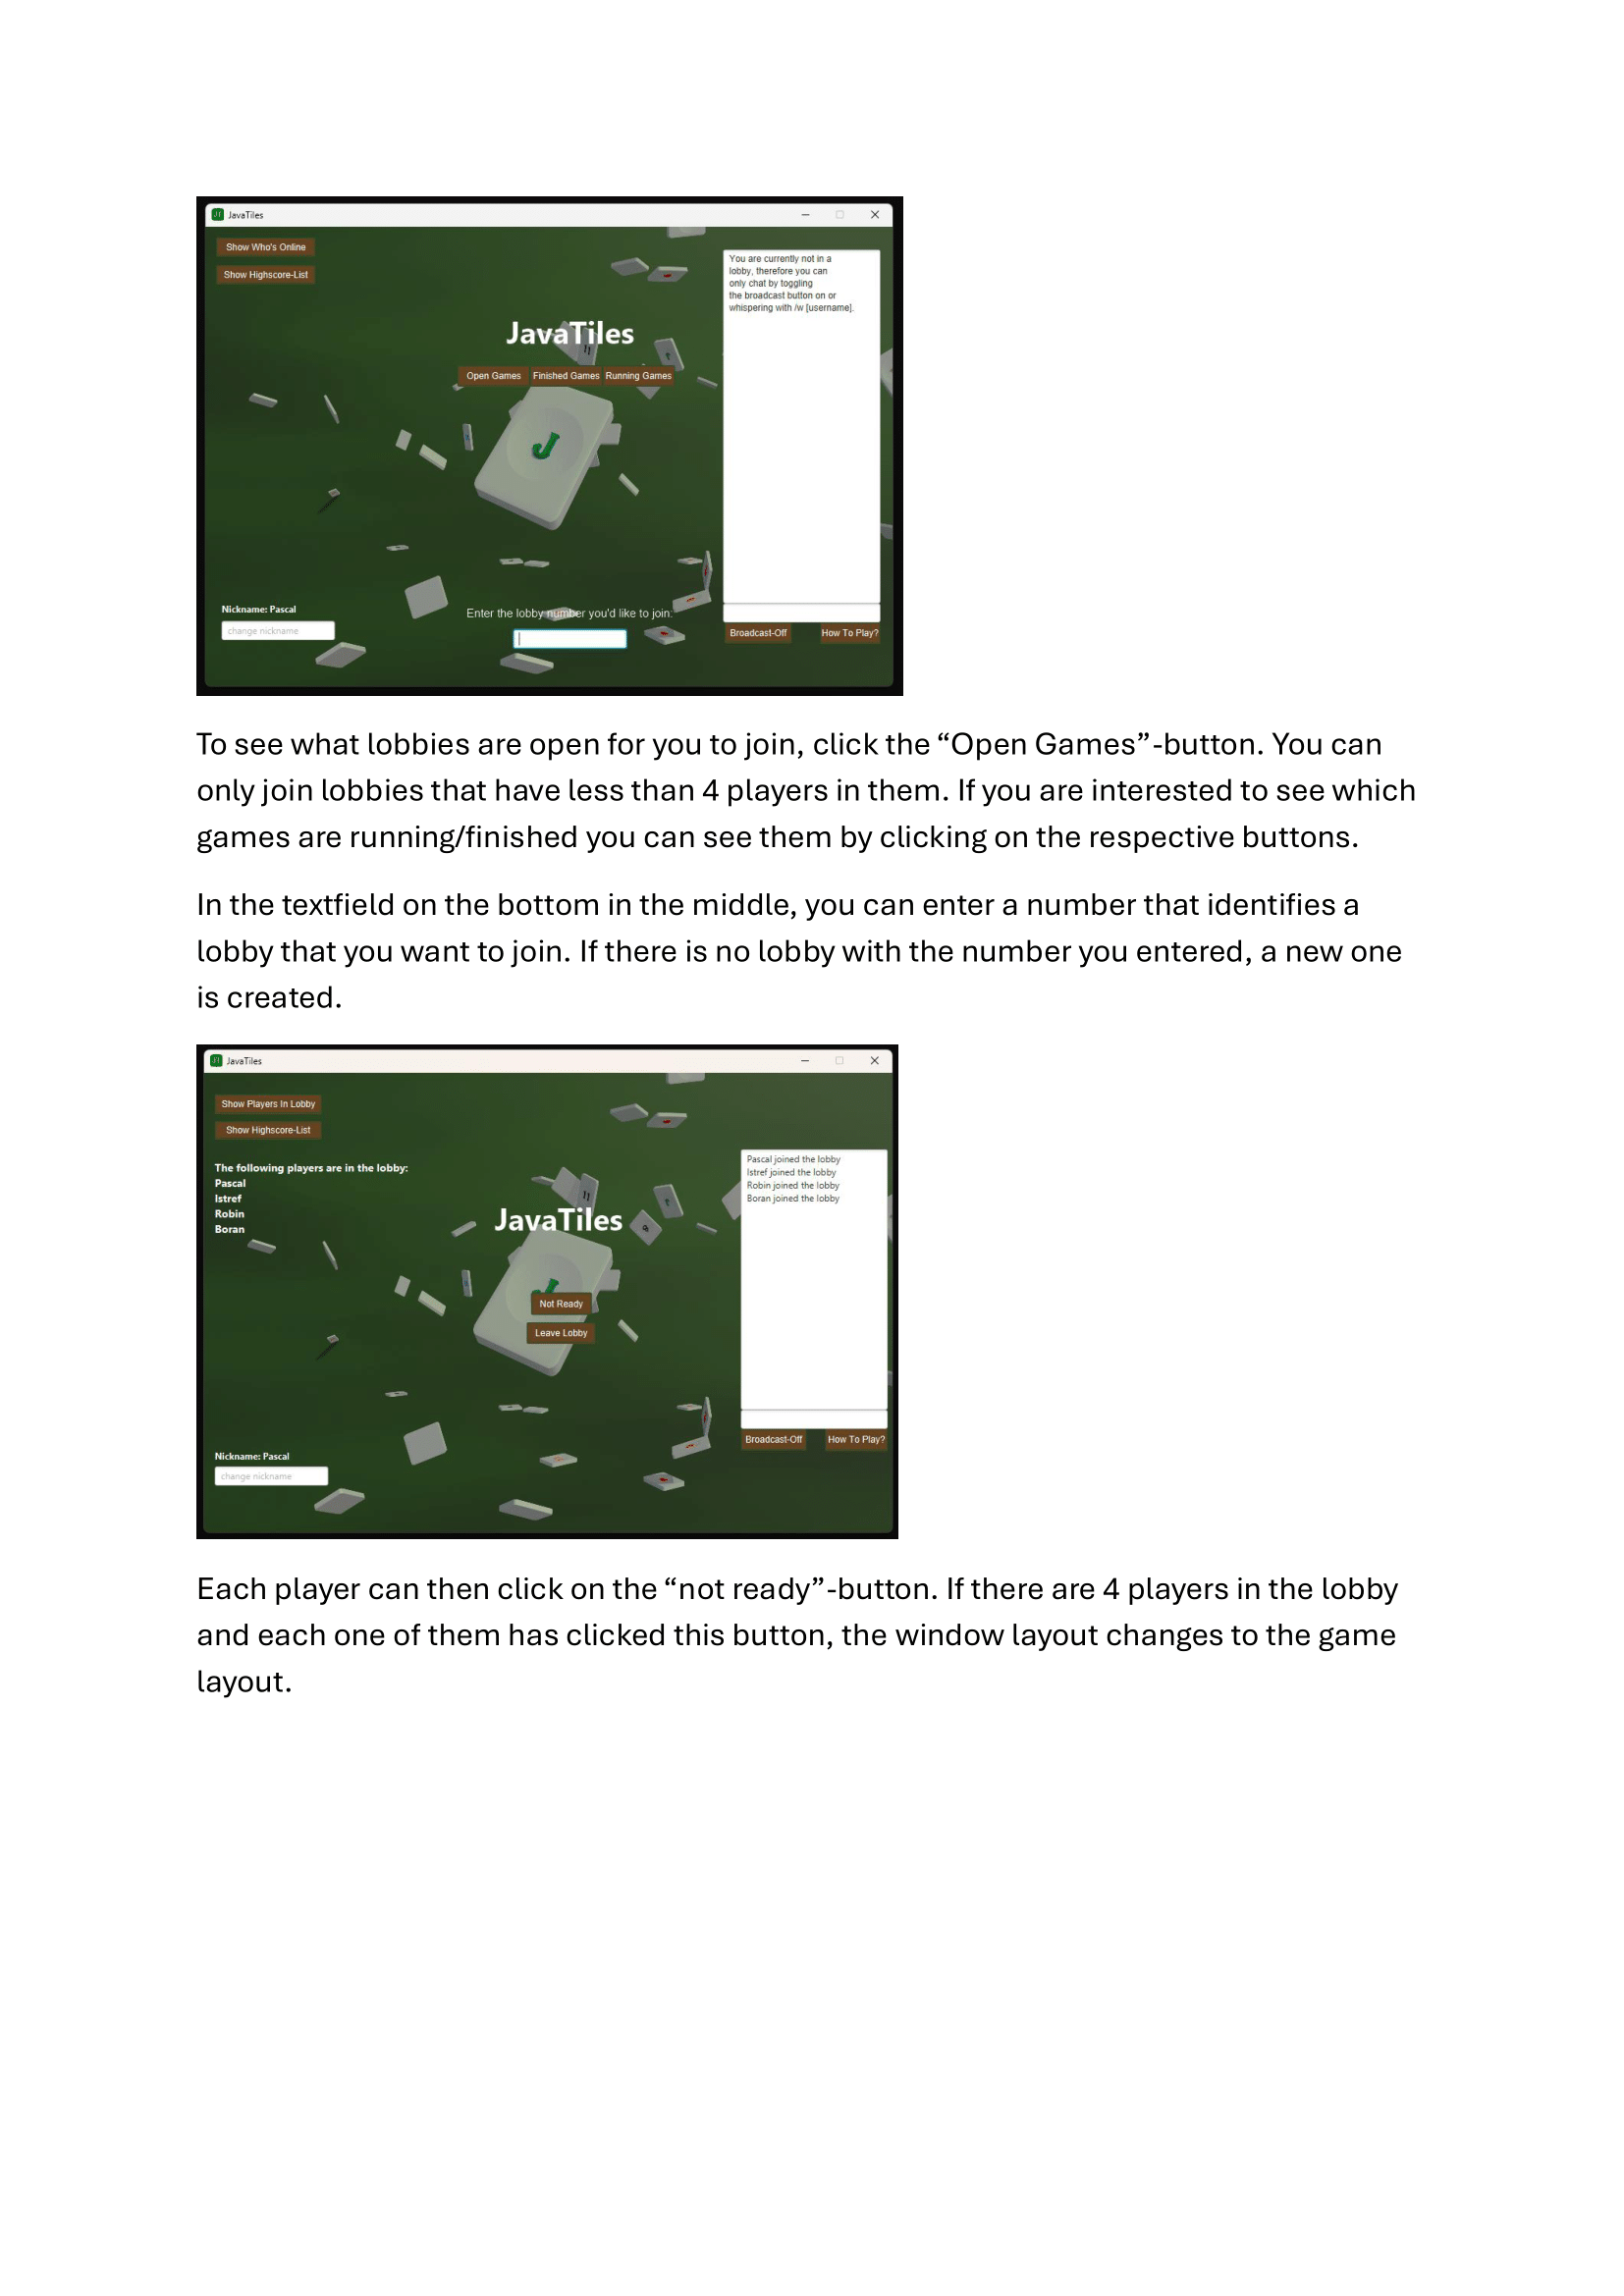 JavaTiles
Show Who's Online
Show Highscore-List
JavaTiles
Open Games Finished Games Running Games
You are currently not in a
lobby, therefore you can
only chat by toggling
the broadcast button on or
whispering with /w [username].
Nickname: Pascal
change nickname
Enter the lobby number you'd like to join:
Broadcast-Off How To Play?
To see what lobbies are open for you to join, click the “Open Games”-button. You can
only join lobbies that have less than 4 players in them. If you are interested to see which
games are running/finished you can see them by clicking on the respective buttons.
In the textfield on the bottom in the middle, you can enter a number that identifies a
lobby that you want to join. If there is no lobby with the number you entered, a new one
is created.
JavaTiles
Show Players In Lobby
Show Highscore-List
The following players are in the lobby:
Pascal
Istref
Robin
Boran
JavaTiles
Not Ready
Leave Lobby
Pascal joined the lobby
Istref joined the lobby
Robin joined the lobby
Boran joined the lobby
Nickname: Pascal
change nickname
Broadcast-Off How To Play?
Each player can then click on the “not ready”-button. If there are 4 players in the lobby
and each one of them has clicked this button, the window layout changes to the game
layout.